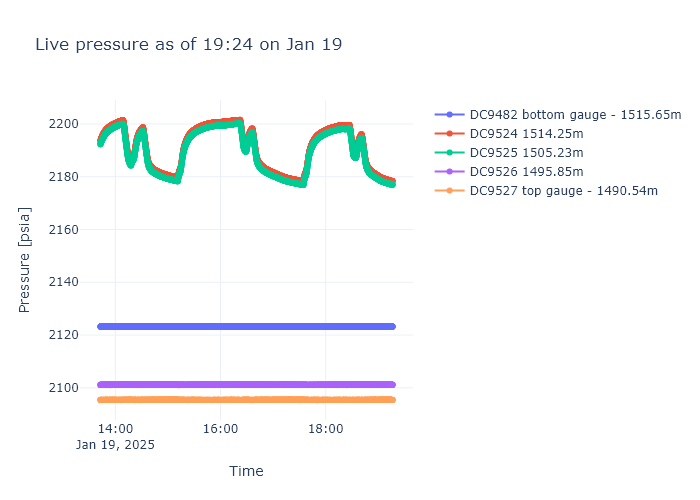 Live pressure as of 19:24 on Jan 19
DC9482 bottom gauge - 1515.65m
DC9524 1514.25m
DC9525 1505.23m
DC9526 1495.85m
DC9527 top gauge - 1490.54m
Pressure [psia]
2200
2180
2160
2140
2120
2100
14:00 16:00 18:00
Jan 19, 2025
Time